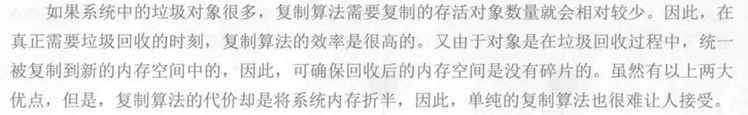 如果系统中的垃圾对象很多，复制算法需要复制的存活对象数量就会相对较少。因此，在
真正需要垃圾回收的时刻，复制算法的效率是很高的。又由于对象是在垃圾回收过程中，统一
被复制到新的内存空间中的，因此，可确保回收后的内存空间是没有碎片的。虽然有以上两大
优点，但是，复制算法的代价却是将系统内存折半，因此，单纯的复制算法也很难让人接受。